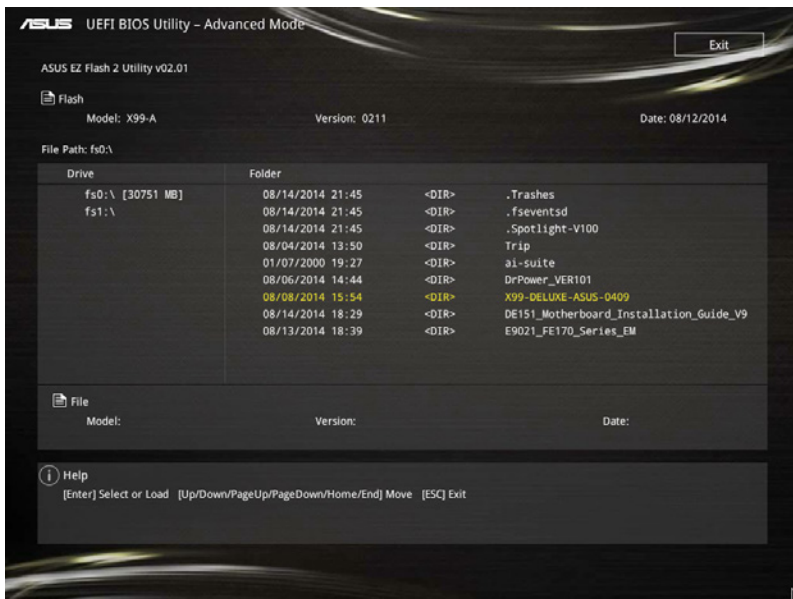 ASUS UEFI BIOS Utility – Advanced Mode
Exit
ASUS EZ Flash 2 Utility v02.01
Flash
Model: X99-A Version: 0211 Date: 08/12/2014
File Path: fs0:\
Drive Folder
fs0:\ [30751 MB] 08/14/2014 21:45 <DIR> .Trashes
fs1:\ 08/14/2014 21:45 <DIR> .fseventsd
08/14/2014 21:45 <DIR> .Spotlight-V100
08/04/2014 13:50 <DIR> Trip
01/07/2000 19:27 <DIR> ai-suite
08/06/2014 14:44 <DIR> DrPower_VER101
08/08/2014 15:54 <DIR> X99-DELUXE-ASUS-0409
08/14/2014 18:29 <DIR> DE151_Motherboard_Installation_Guide_V9
08/13/2014 18:39 <DIR> E9021_FE170_Series_EM
File
Model: Version: Date:
Help
[Enter] Select or Load [Up/Down/PageUp/PageDown/Home/End] Move [ESC] Exit